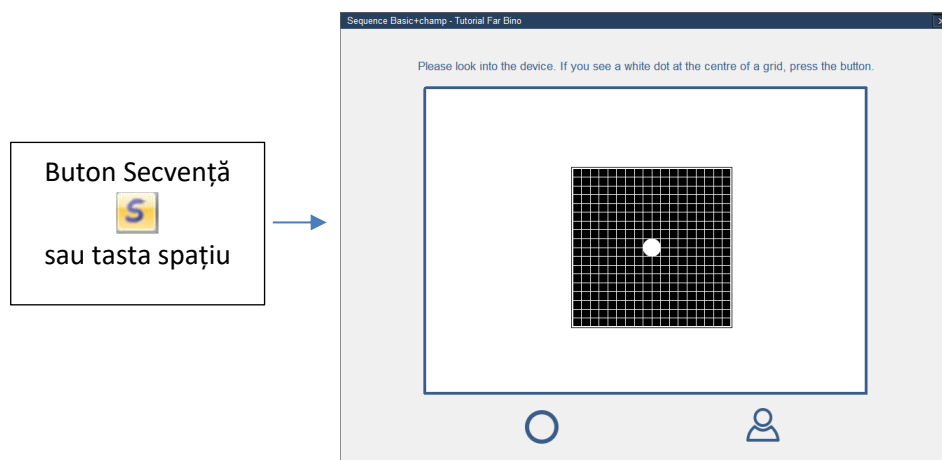 Sequence Basic+champ - Tutorial Far Bino
Please look into the device. If you see a white dot at the centre of a grid, press the button.
Buton Secvență
S
sau tasta spațiu